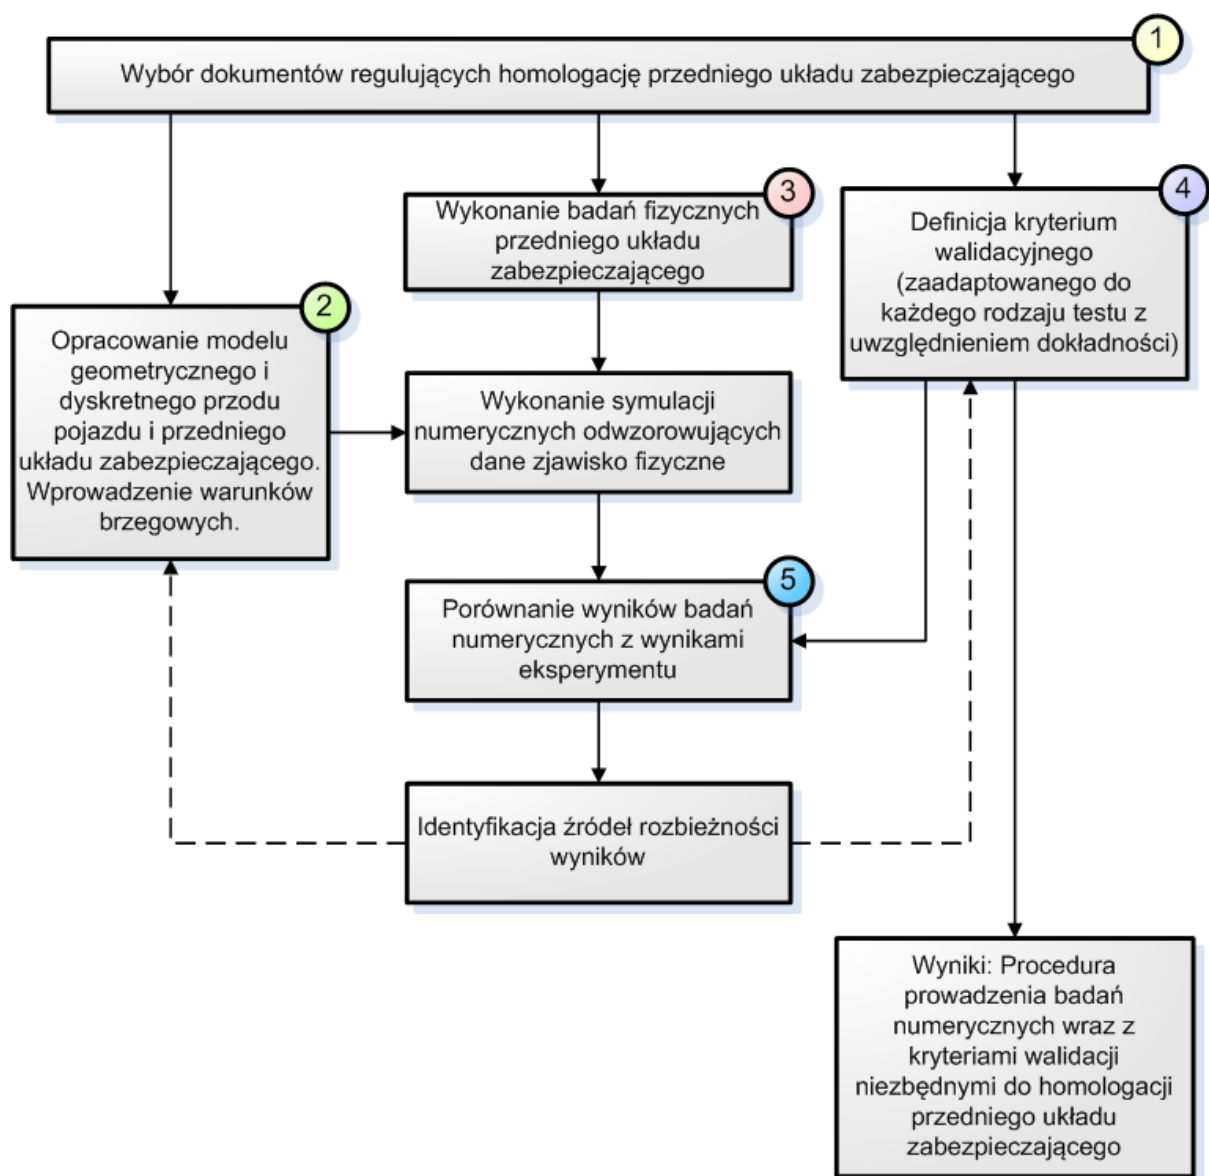 1
Wybór dokumentów regulujących homologację przedniego układu zabezpieczającego
3
Wykonanie badań fizycznych
przedniego układu
zabezpieczającego
4
Definicja kryterium
walidacyjnego
(zaadaptowanego do
każdego rodzaju testu z
uwzględnieniem dokładności)
2
Opracowanie modelu
geometrycznego i
dyskretnego przodu
pojazdu i przedniego
układu zabezpieczającego.
Wprowadzenie warunków
brzegowych.
Wykonanie symulacji
numerycznych odwzorowujących
dane zjawisko fizyczne
5
Porównanie wyników badań
numerycznych z wynikami
eksperymentu
Identyfikacja źródeł rozbieżności
wyników
Wyniki: Procedura
prowadzenia badań
numerycznych wraz z
kryteriami walidacji
niezbędnymi do homologacji
przedniego układu
zabezpieczającego